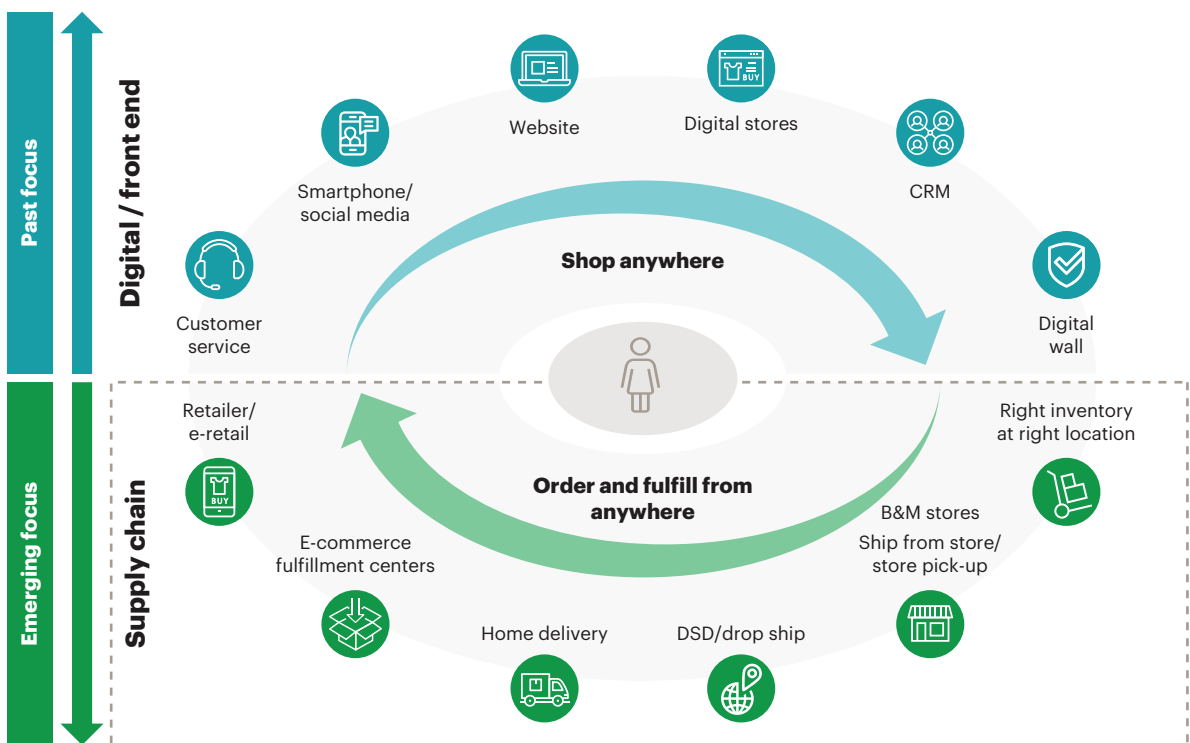 Past focus
Digital / front end
Website
Digital stores
BUY
Smartphone/
social media
CRM
Shop anywhere
Customer
service
Digital
wall
Emerging focus
Supply chain
Retailer/
e-retail
BUY
Right inventory
at right location
Order and fulfill from
anywhere
B&M stores
Ship from store/
store pick-up
E-commerce
fulfillment centers
Home delivery
DSD/drop ship